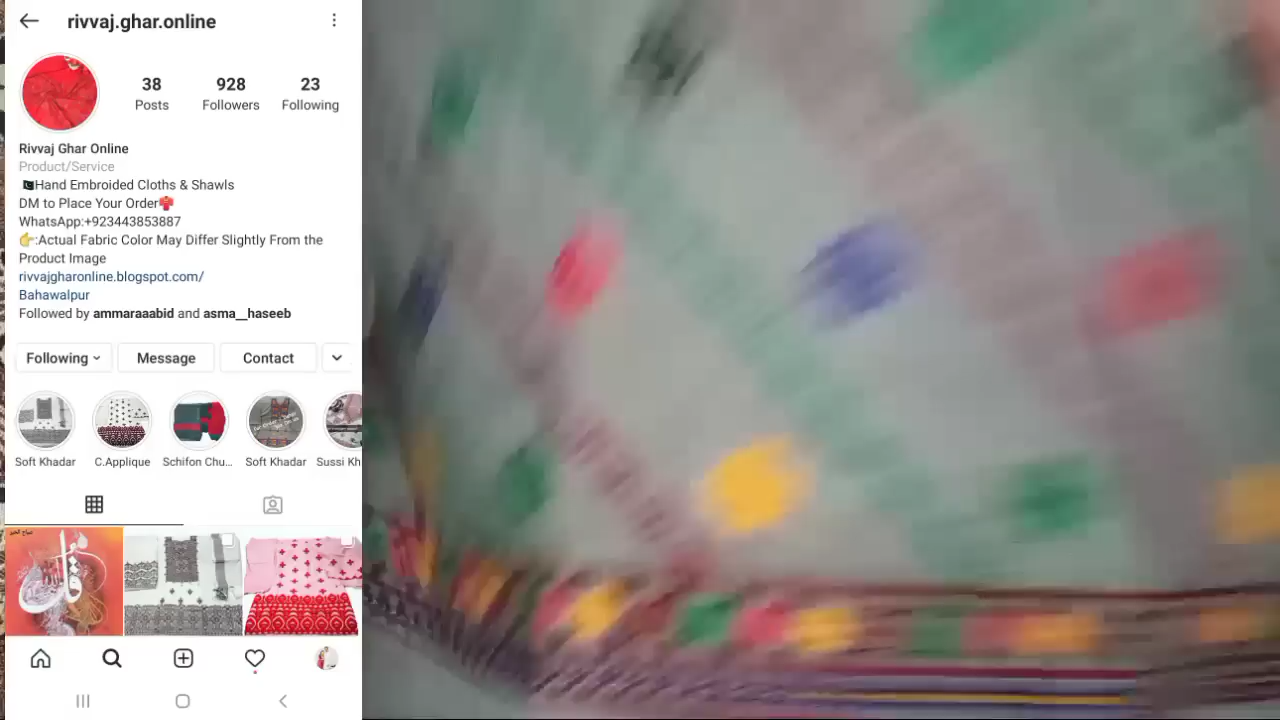 rivvaj.ghar.online
38
Posts
928
Followers
23
Following
Rivvaj Ghar Online
Product/Service
🇵🇰Hand Embroided Cloths & Shawls
DM to Place Your Order👘
WhatsApp:+923443853887
👉:Actual Fabric Color May Differ Slightly From the
Product Image
rivvajgharonline.blogspot.com/
Bahawalpur
Followed by ammaraaabid and asma__haseeb
Following
Message
Contact
Soft Khadar
C.Applique
Schifon Chu...
Soft Khadar
Sussi Kh